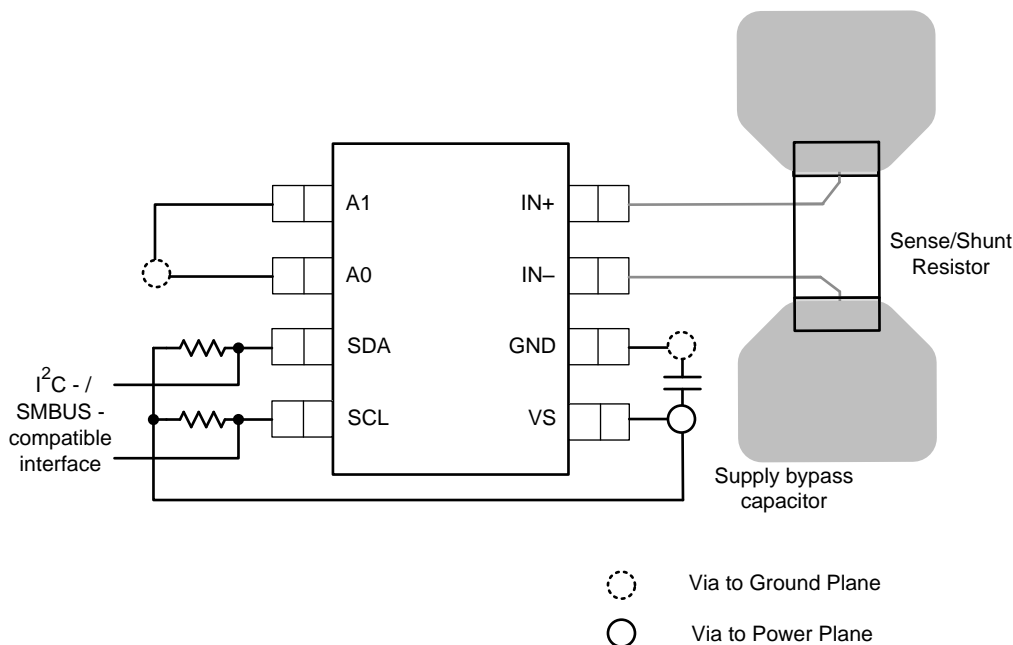 A1
A0
SDA
SCL
IN+
IN–
GND
VS
I²C - /
SMBUS -
compatible
interface
Sense/Shunt
Resistor
Supply bypass
capacitor
Via to Ground Plane
Via to Power Plane